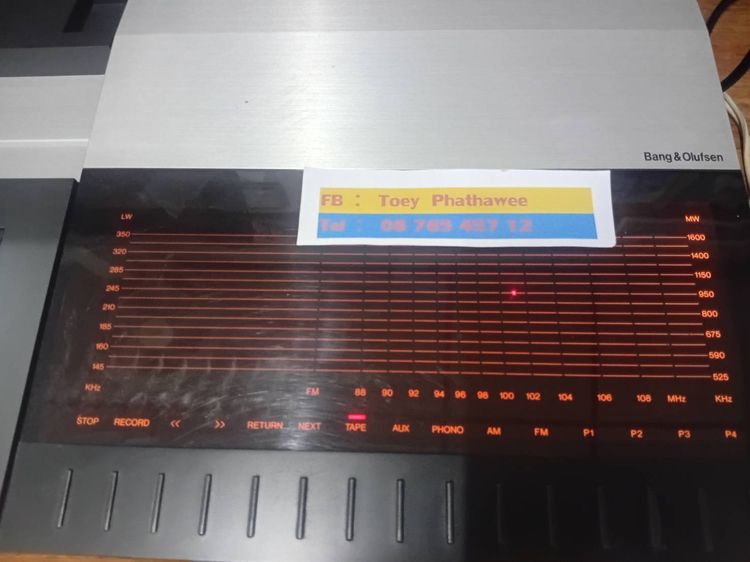 Bang & Olufsen
FB : Toey Phathawee
Tel : 06 765 457 12
LW
MW
350
1600
320
1400
285
1150
245
950
210
800
185
675
160
590
145
525
KHz
FM 88 90 92 94 96 98 100 102 104 106 108 MHz KHz
STOP RECORD << >> RETURN NEXT TAPE AUX PHONO AM FM P1 P2 P3 P4